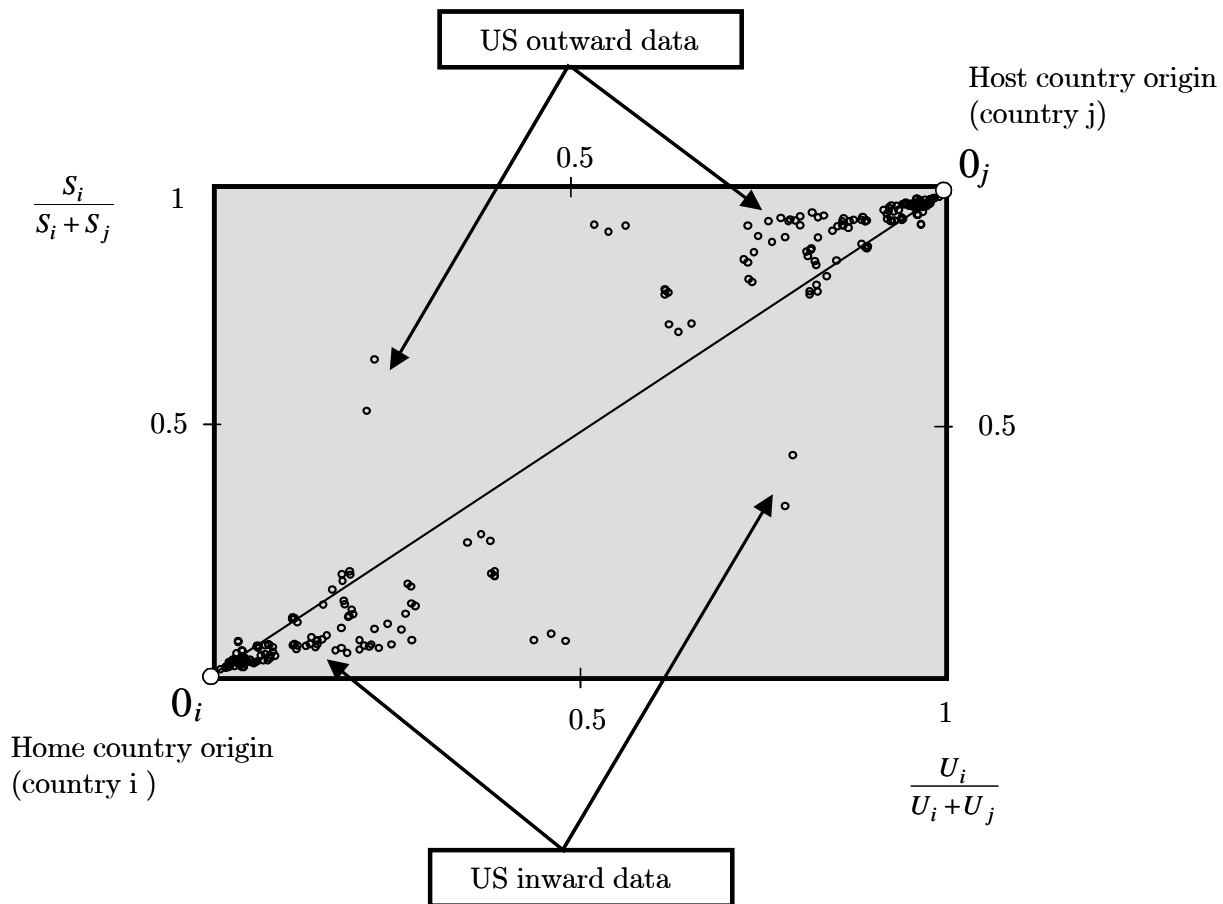 US outward data
Host country origin
(country j)
0.5
0j
Si
Si + Sj
1
0.5
0.5
0i
0.5
1
Home country origin
(country i )
Ui
Ui +Uj
US inward data